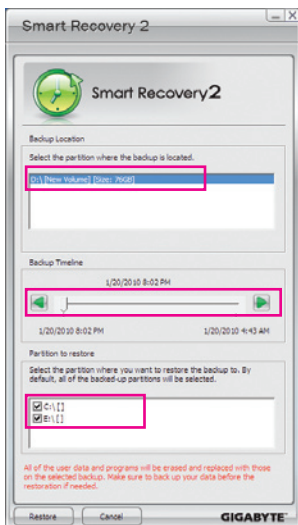 Smart Recovery 2
Smart Recovery2
Backup Location
Select the partition where the backup is located.
D:\ [New Volume] [Size: 76GB]
Backup Timeline
1/20/2010 8:02 PM
1/20/2010 8:02 PM 1/20/2010 4:43 AM
Partition to restore
Select the partition where you want to restore the backup to. By
default, all of the backed-up partitions will be selected.
C:\ []
E:\ []
All of the user data and programs will be erased and replaced with those
on the selected backup. Make sure to back up your data before the
restoration if needed.
Restore Cancel GIGABYTE